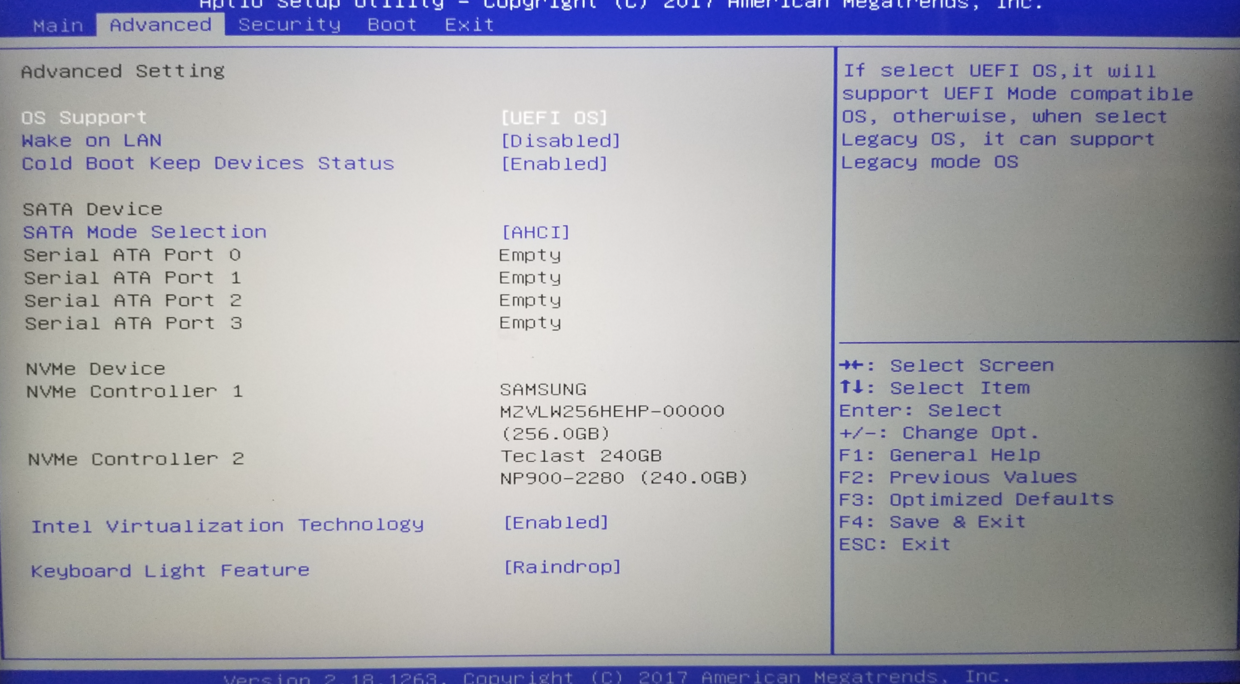 Aptio Setup Utility – Copyright (C) 2017 American Megatrends, Inc.
Main Advanced Security Boot Exit
Advanced Setting
OS Support [UEFI OS]
Wake on LAN [Disabled]
Cold Boot Keep Devices Status [Enabled]
SATA Device
SATA Mode Selection [AHCI]
Serial ATA Port 0 Empty
Serial ATA Port 1 Empty
Serial ATA Port 2 Empty
Serial ATA Port 3 Empty
NVMe Device
NVMe Controller 1 SAMSUNG
MZVLW256HEHP-00000
(256.0GB)
NVMe Controller 2 Teclast 240GB
NP900-2280 (240.0GB)
Intel Virtualization Technology [Enabled]
Keyboard Light Feature [Raindrop]
If select UEFI OS,it will
support UEFI Mode compatible
OS, otherwise, when select
Legacy OS, it can support
Legacy mode OS
→←: Select Screen
↑↓: Select Item
Enter: Select
+/-: Change Opt.
F1: General Help
F2: Previous Values
F3: Optimized Defaults
F4: Save & Exit
ESC: Exit
Version 2.18.1263. Copyright (C) 2017 American Megatrends, Inc.